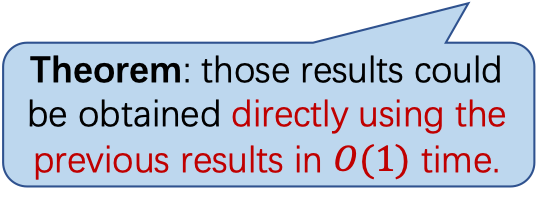 Theorem: those results could
be obtained directly using the
previous results in O(1) time.